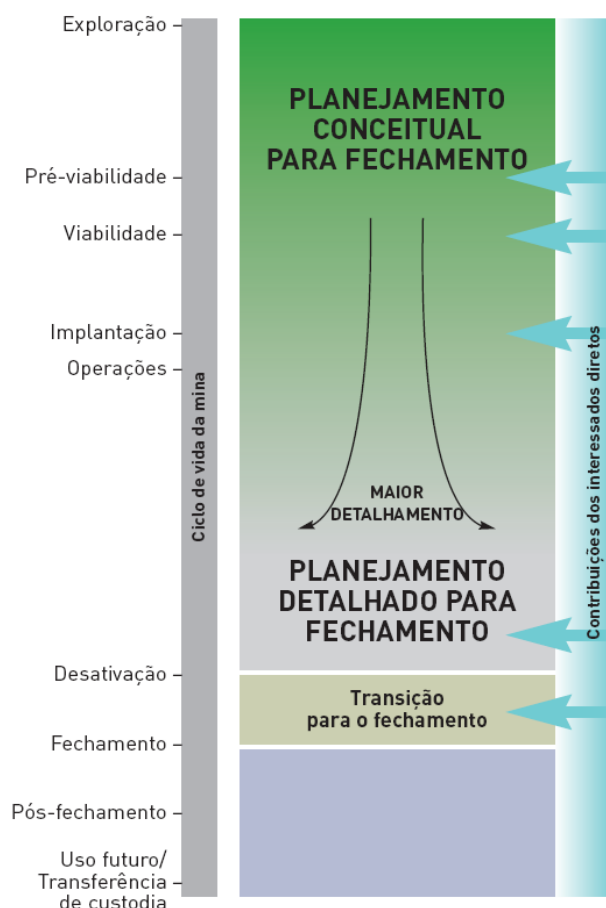 Exploração
Pré-viabilidade
Viabilidade
Implantação
Operações
Desativação
Fechamento
Pós-fechamento
Uso futuro/
Transferência
de custodia
Ciclo de vida da mina
PLANEJAMENTO
CONCEITUAL
PARA FECHAMENTO
MAIOR
DETALHAMENTO
PLANEJAMENTO
DETALHADO PARA
FECHAMENTO
Transição
para o fechamento
Contribuições dos interessados diretos